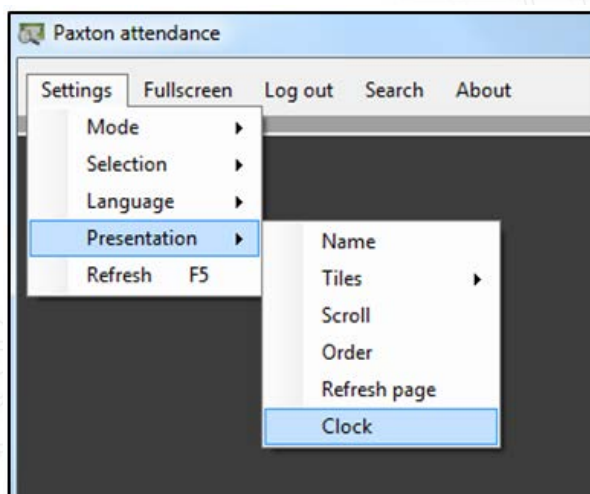 Paxton attendance
Settings Fullscreen Log out Search About
Mode
Selection
Language
Presentation
Refresh F5
Name
Tiles
Scroll
Order
Refresh page
Clock